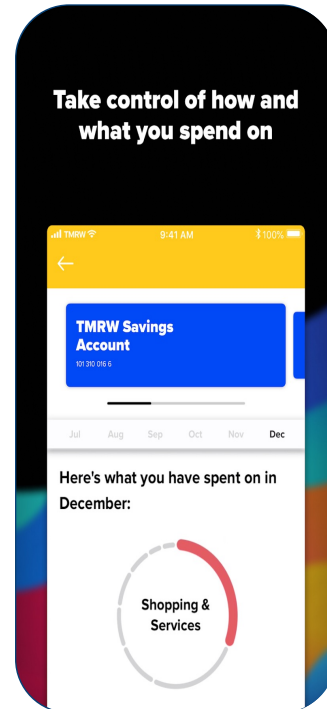 Take control of how and
what you spend on
TMRW 9:41 AM 100%
TMRW Savings
Account
101 310 016 6
Jul Aug Sep Oct Nov Dec
Here's what you have spent on in
December:
Shopping &
Services